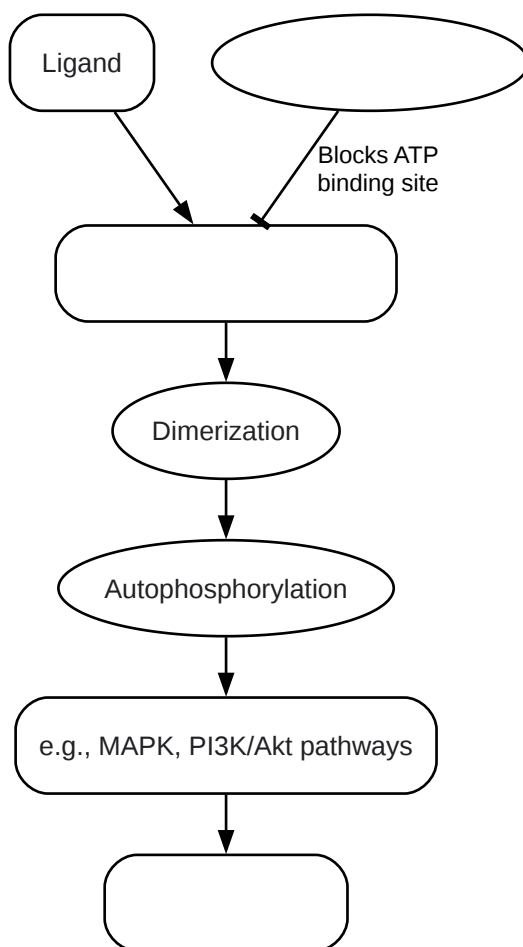 Ligand
Blocks ATP
binding site
Dimerization
Autophosphorylation
e.g., MAPK, PI3K/Akt pathways